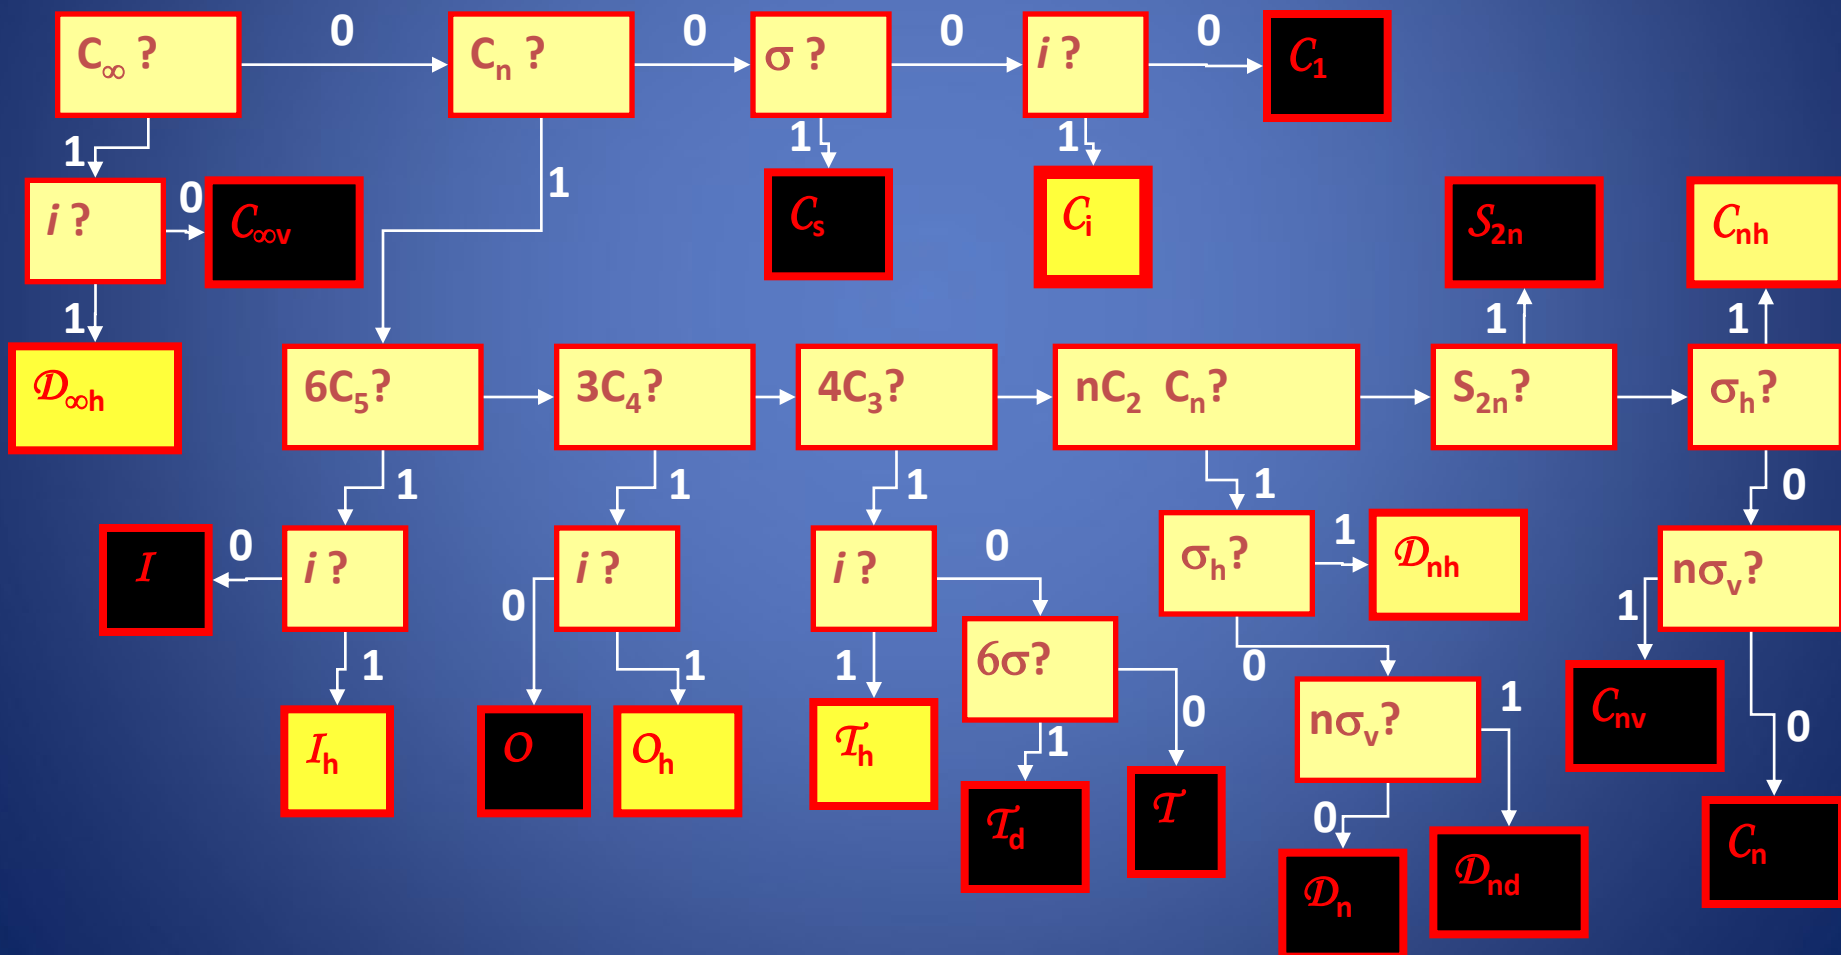 C∞ ?
0
Cn ?
0
σ ?
0
i ?
0
C1
1
1
1
1
i ?
0
C∞v
Cs
Ci
S2n
Cnh
1
1
1
D∞h
6C5?
3C4?
4C3?
nC2 Cn?
S2n?
σh?
1
1
1
1
0
I
0
i ?
0
i ?
i ?
0
σh?
1
Dnh
nσv?
1
1
1
1
6σ?
0
0
1
Ih
O
Oh
Th
1
nσv?
1
Cnv
0
Td
T
0
Dn
Dnd
Cn